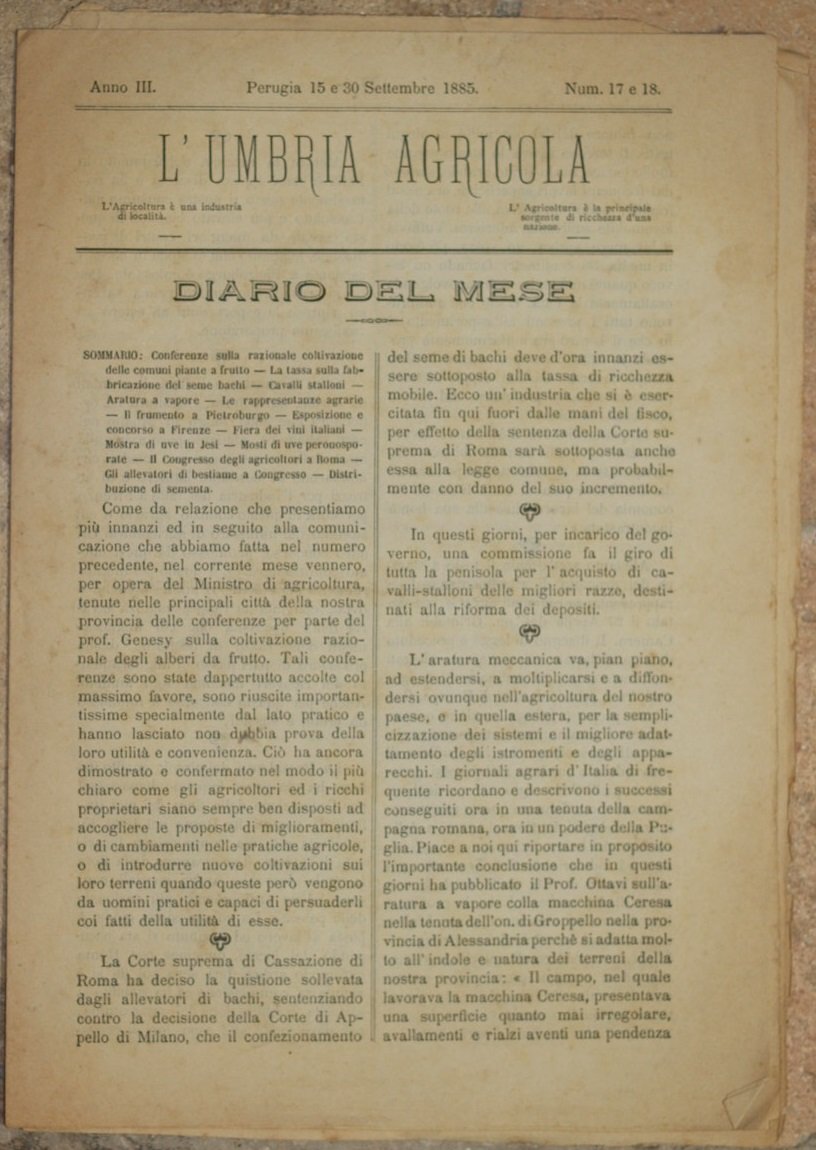 Anno III.
Perugia 15 e 30 Settembre 1885.
Num. 17 e 18.
L' UMBRIA AGRICOLA
L'Agricoltura è una industria
di località.
L' Agricoltura è la principale
sorgente di ricchezza d'una
nazione.
DIARIO DEL MESE
SOMMARIO: Conferenze sulla razionale coltivazione
delle comuni piante a frutto — La tassa sulla fab-
bricazione del seme bachi — Cavalli stalloni —
Aratura a vapore — Le rappresentanze agrarie
— Il frumento a Pietroburgo — Esposizione e
concorso a Firenze — Fiera dei vini italiani —
Mostra di uve in Jesi — Mosti di uve peronospo-
rate — Il Congresso degli agricoltori a Roma —
Gli allevatori di bestiame a Congresso — Distri-
buzione di sementa.
Come da relazione che presentiamo
più innanzi ed in seguito alla comuni-
cazione che abbiamo fatta nel numero
precedente, nel corrente mese vennero,
per opera del Ministro di agricoltura,
tenute nelle principali città della nostra
provincia delle conferenze per parte del
prof. Genesy sulla coltivazione razio-
nale degli alberi da frutto. Tali confe-
renze sono state dappertutto accolte col
massimo favore, sono riuscite importan-
tissime specialmente dal lato pratico e
hanno lasciato non dubbia prova della
loro utilità e convenienza. Ciò ha ancora
dimostrato e confermato nel modo il più
chiaro come gli agricoltori ed i ricchi
proprietari siano sempre ben disposti ad
accogliere le proposte di miglioramenti,
o di cambiamenti nelle pratiche agricole,
o di introdurre nuove coltivazioni sui
loro terreni quando queste però vengono
da uomini pratici e capaci di persuaderli
coi fatti della utilità di esse.
La Corte suprema di Cassazione di
Roma ha deciso la quistione sollevata
dagli allevatori di bachi, sentenziando
contro la decisione della Corte di Ap-
pello di Milano, che il confezionamento
del seme di bachi deve d'ora innanzi es-
sere sottoposto alla tassa di ricchezza
mobile. Ecco un' industria che si è eser-
citata fin qui fuori dalle mani del fisco,
per effetto della sentenza della Corte su-
prema di Roma sarà sottoposta anche
essa alla legge comune, ma probabil-
mente con danno del suo incremento.
In questi giorni, per incarico del go-
verno, una commissione fa il giro di
tutta la penisola per l' acquisto di ca-
valli-stalloni delle migliori razze, desti-
nati alla riforma dei depositi.
L' aratura meccanica va, pian piano,
ad estendersi, a moltiplicarsi e a diffon-
dersi ovunque nell'agricoltura del nostro
paese, e in quella estera, per la sempli-
cizzazione dei sistemi e il migliore adat-
tamento degli istromenti e degli appa-
recchi. I giornali agrari d' Italia di fre-
quente ricordano e descrivono i successi
conseguiti ora in una tenuta della cam-
pagna romana, ora in un podere della Pu-
glia. Piace a noi qui riportare in proposito
l'importante conclusione che in questi
giorni ha pubblicato il Prof. Ottavi sull'a-
ratura a vapore colla macchina Ceresa
nella tenuta dell'on. di Groppello nella pro-
vincia di Alessandria perchè si adatta mol-
to all' indole e natura dei terreni della
nostra provincia: « Il campo, nel quale
lavorava la macchina Ceresa, presentava
una superficie quanto mai irregolare,
avallamenti e rialzi aventi una pendenza